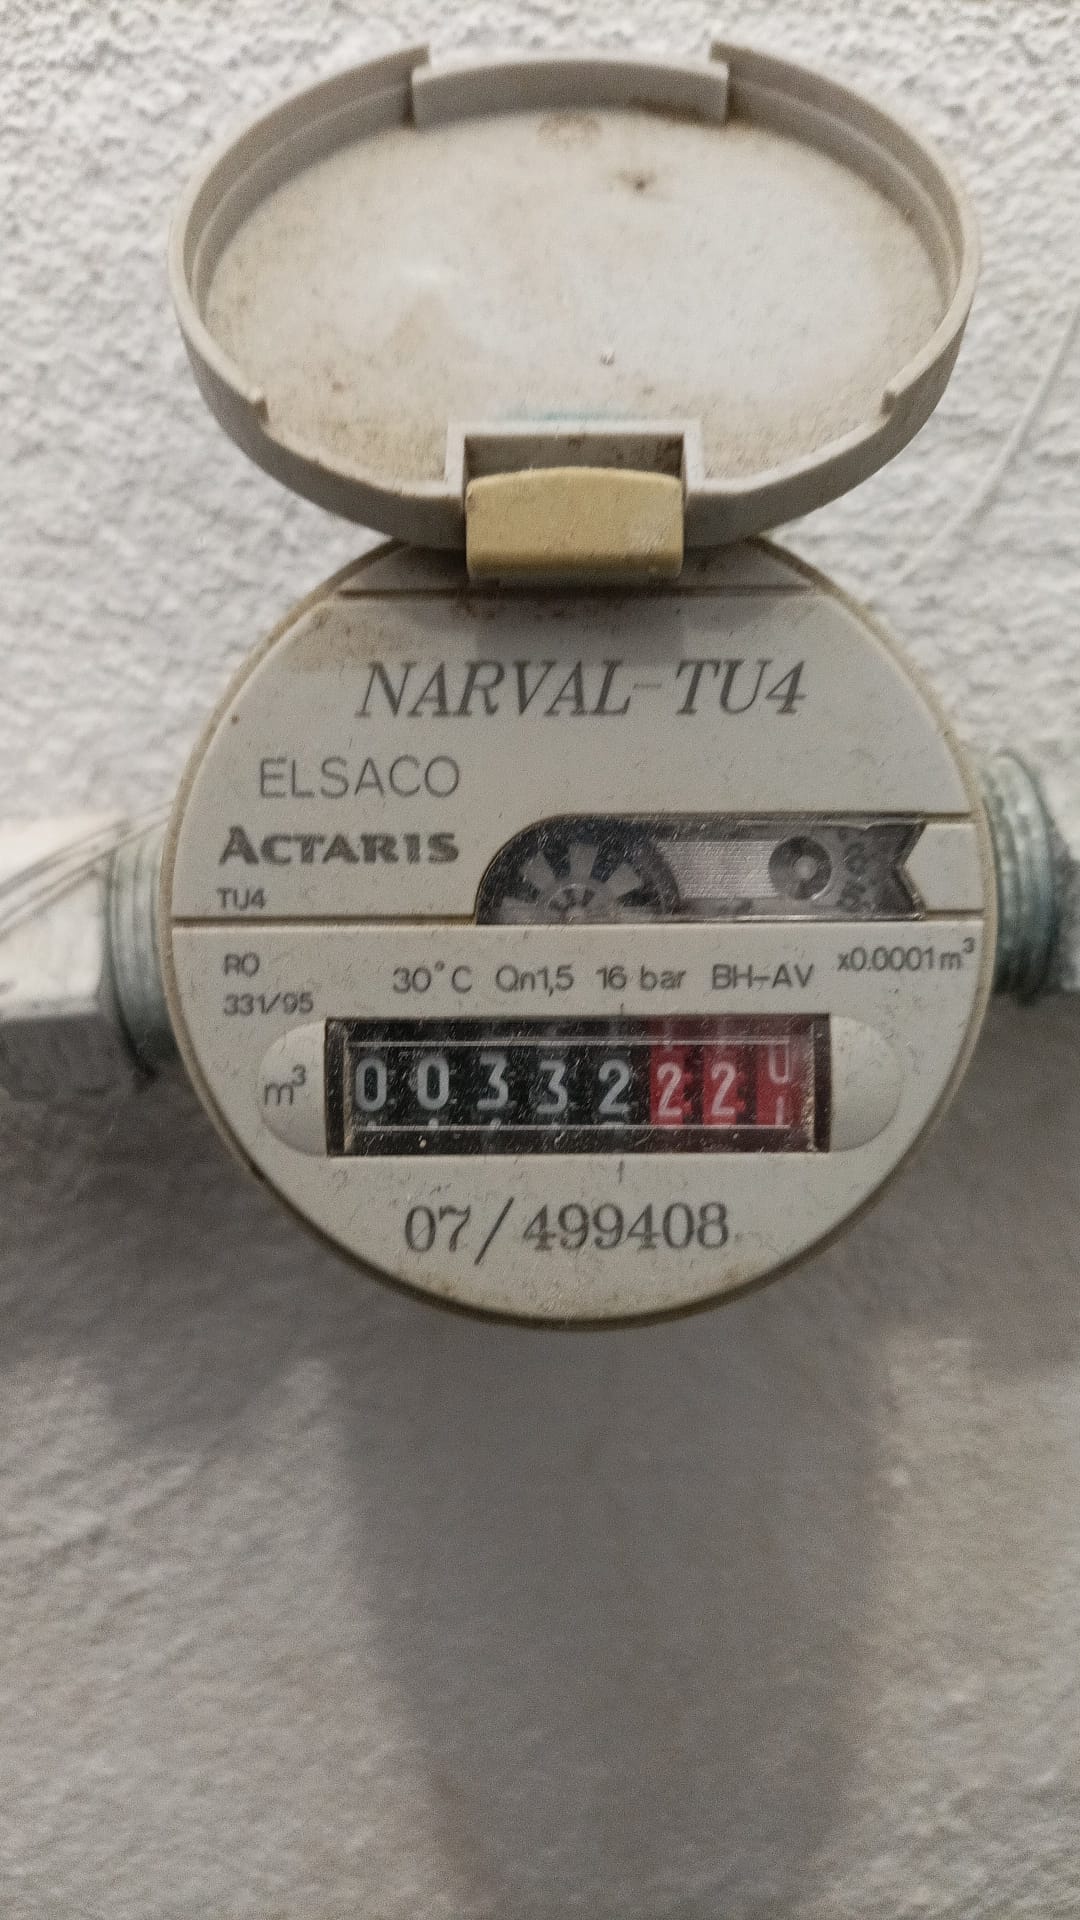 NARVAL-TU4
ELSACO
ACTARIS
TU4
RO
331/95
30°C Qn1,5 16 bar BH-AV x0.0001m³
m³ 00332220
07/499408